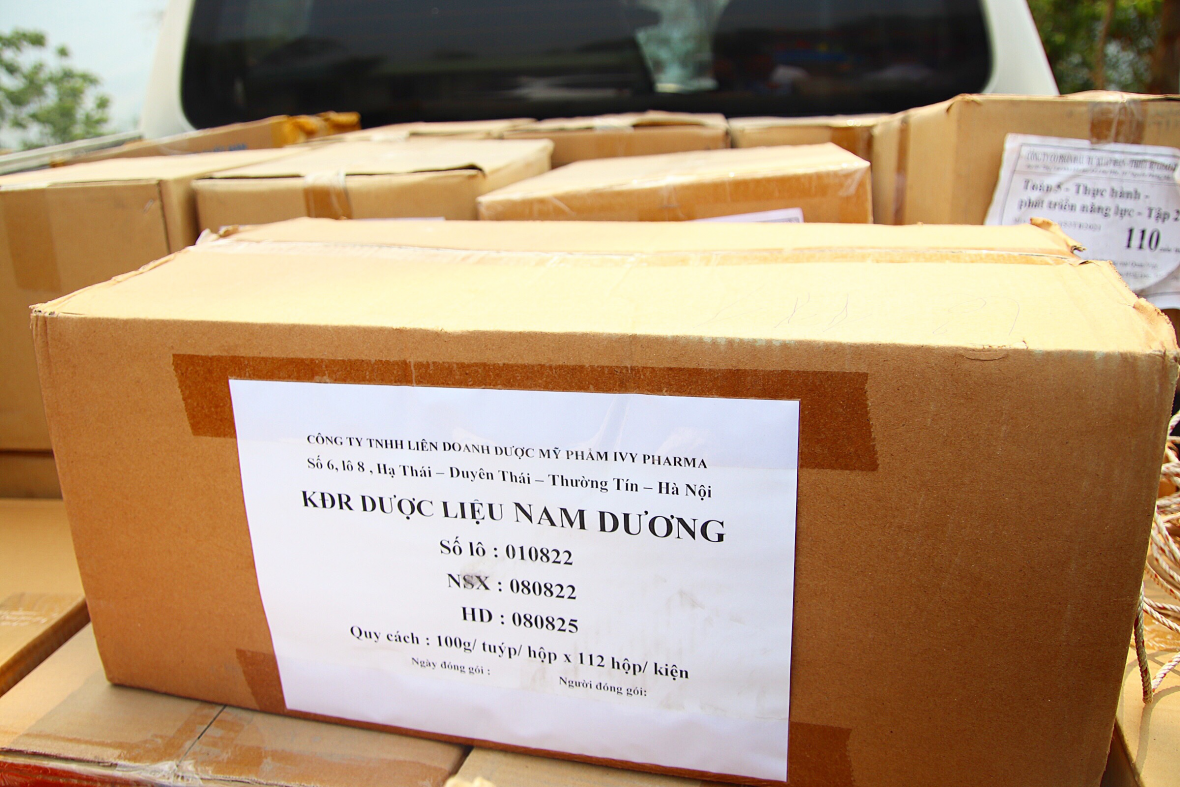 CÔNG TY TNHH LIÊN DOANH DƯỢC MỸ PHẨM IVY PHARMA
Số 6, lô 8 , Hạ Thái – Duyên Thái – Thường Tín – Hà Nội
KĐR DƯỢC LIỆU NAM DƯƠNG
Số lô : 010822
NSX : 080822
HD : 080825
Quy cách : 100g/ tuýp/ hộp x 112 hộp/ kiện
Ngày đóng gói :
Người đóng gói:
Toán 5 - Thực hành -
phát triển năng lực - Tập 2
110